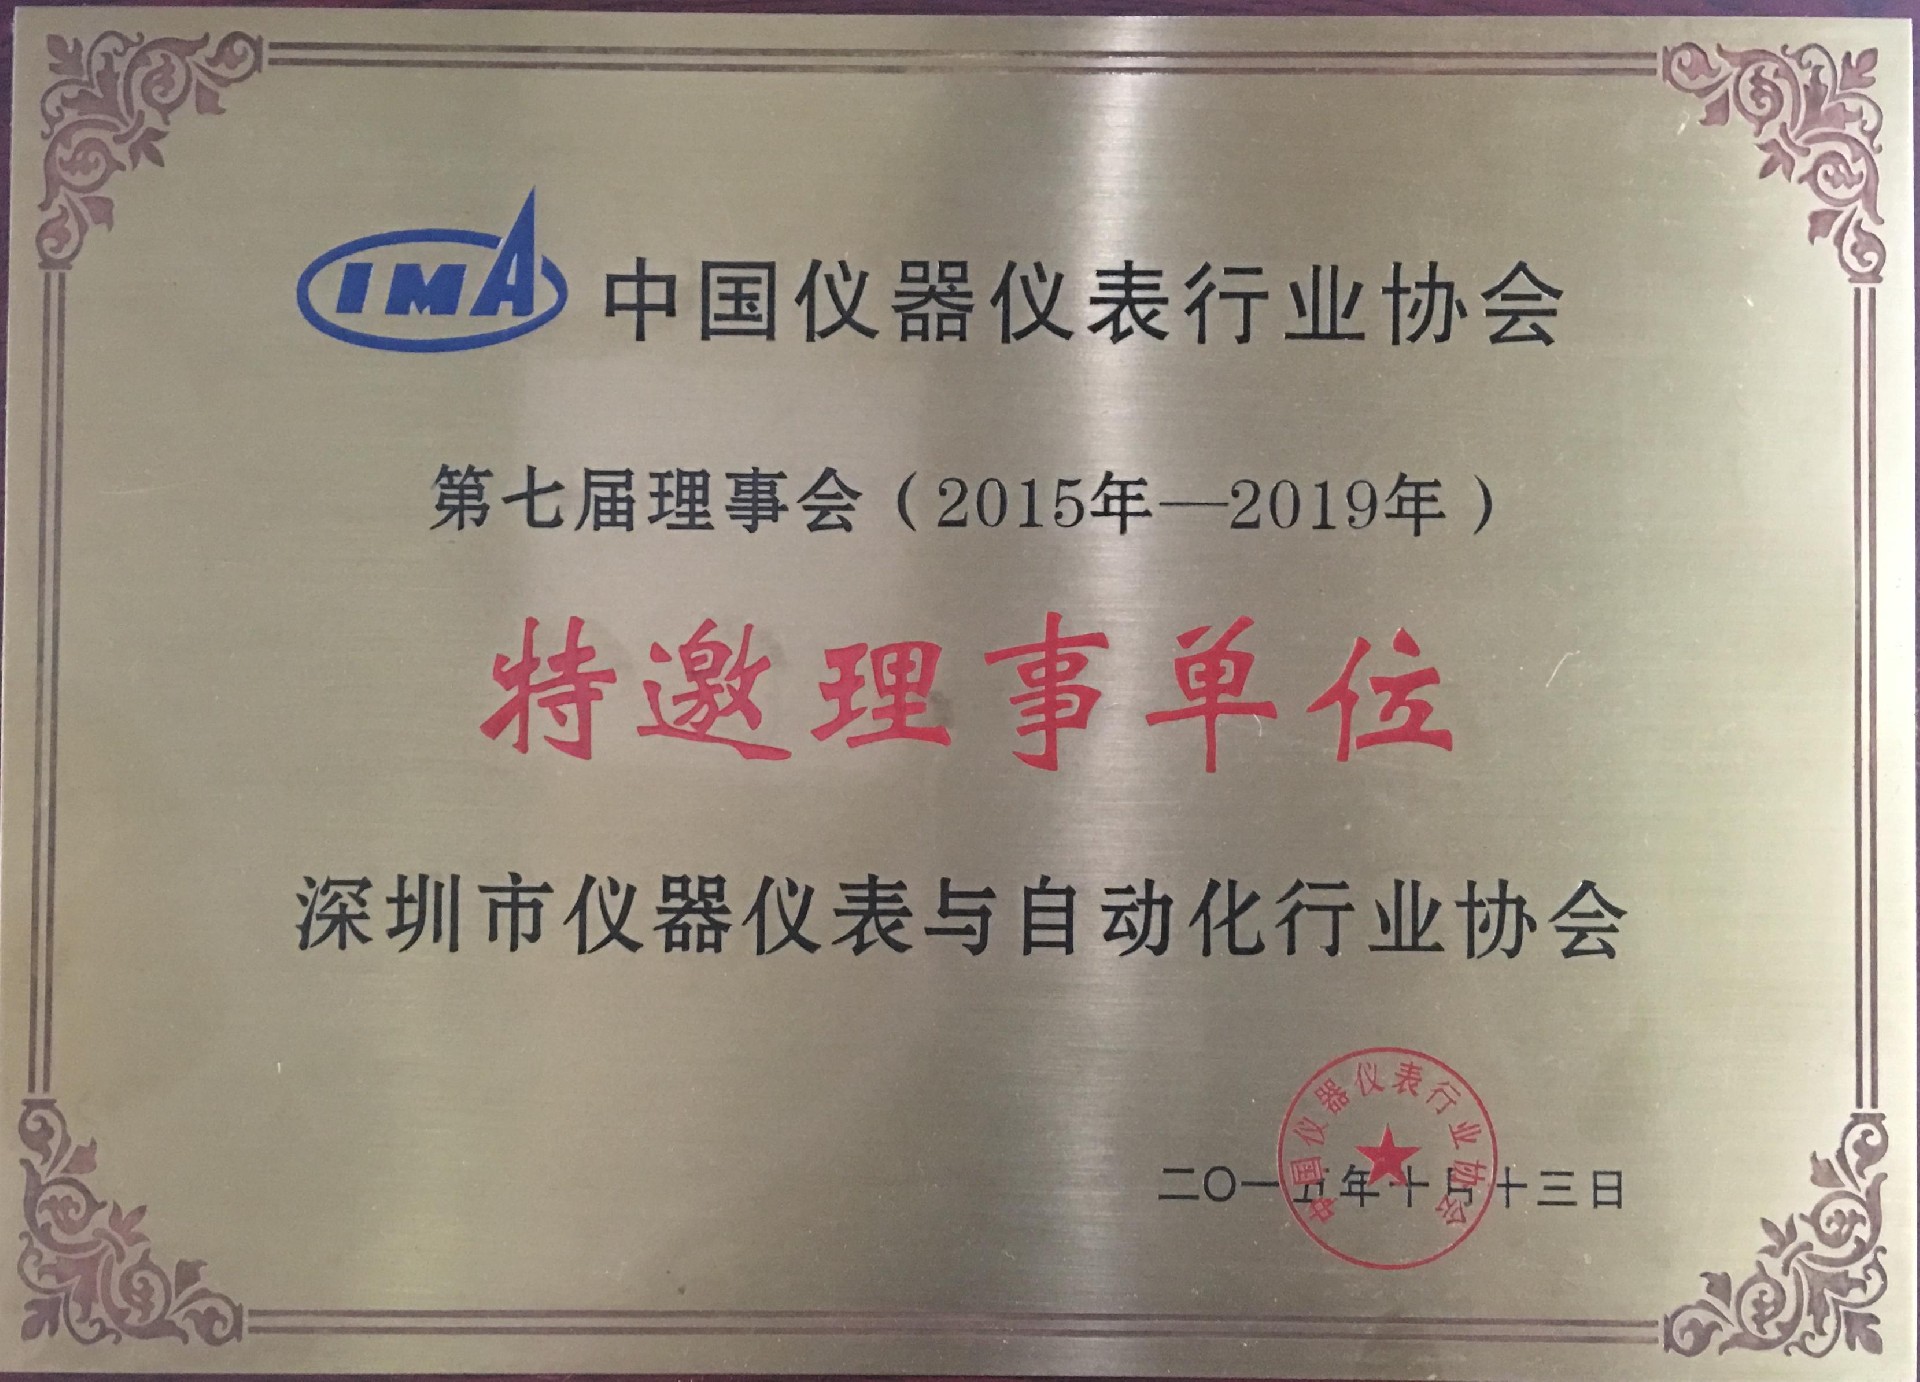 IMA 中国仪器仪表行业协会
第七届理事会（2015年—2019年）
特邀理事单位
深圳市仪器仪表与自动化行业协会
中国仪器仪表行业协会
二〇一五年十月十三日